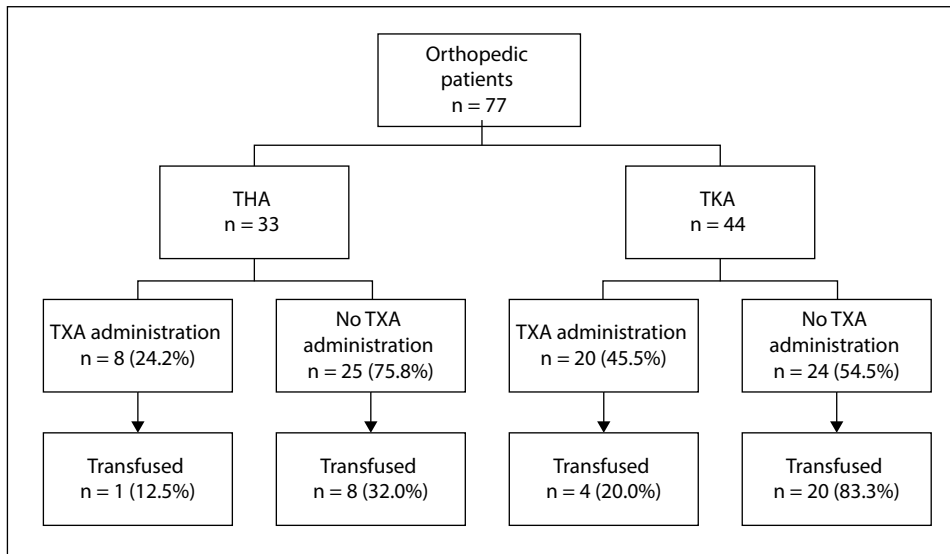 Orthopedic
patients
n = 77
THA
n = 33
TKA
n = 44
TXA administration
n = 8 (24.2%)
No TXA
administration
n = 25 (75.8%)
TXA administration
n = 20 (45.5%)
No TXA
administration
n = 24 (54.5%)
Transfused
n = 1 (12.5%)
Transfused
n = 8 (32.0%)
Transfused
n = 4 (20.0%)
Transfused
n = 20 (83.3%)